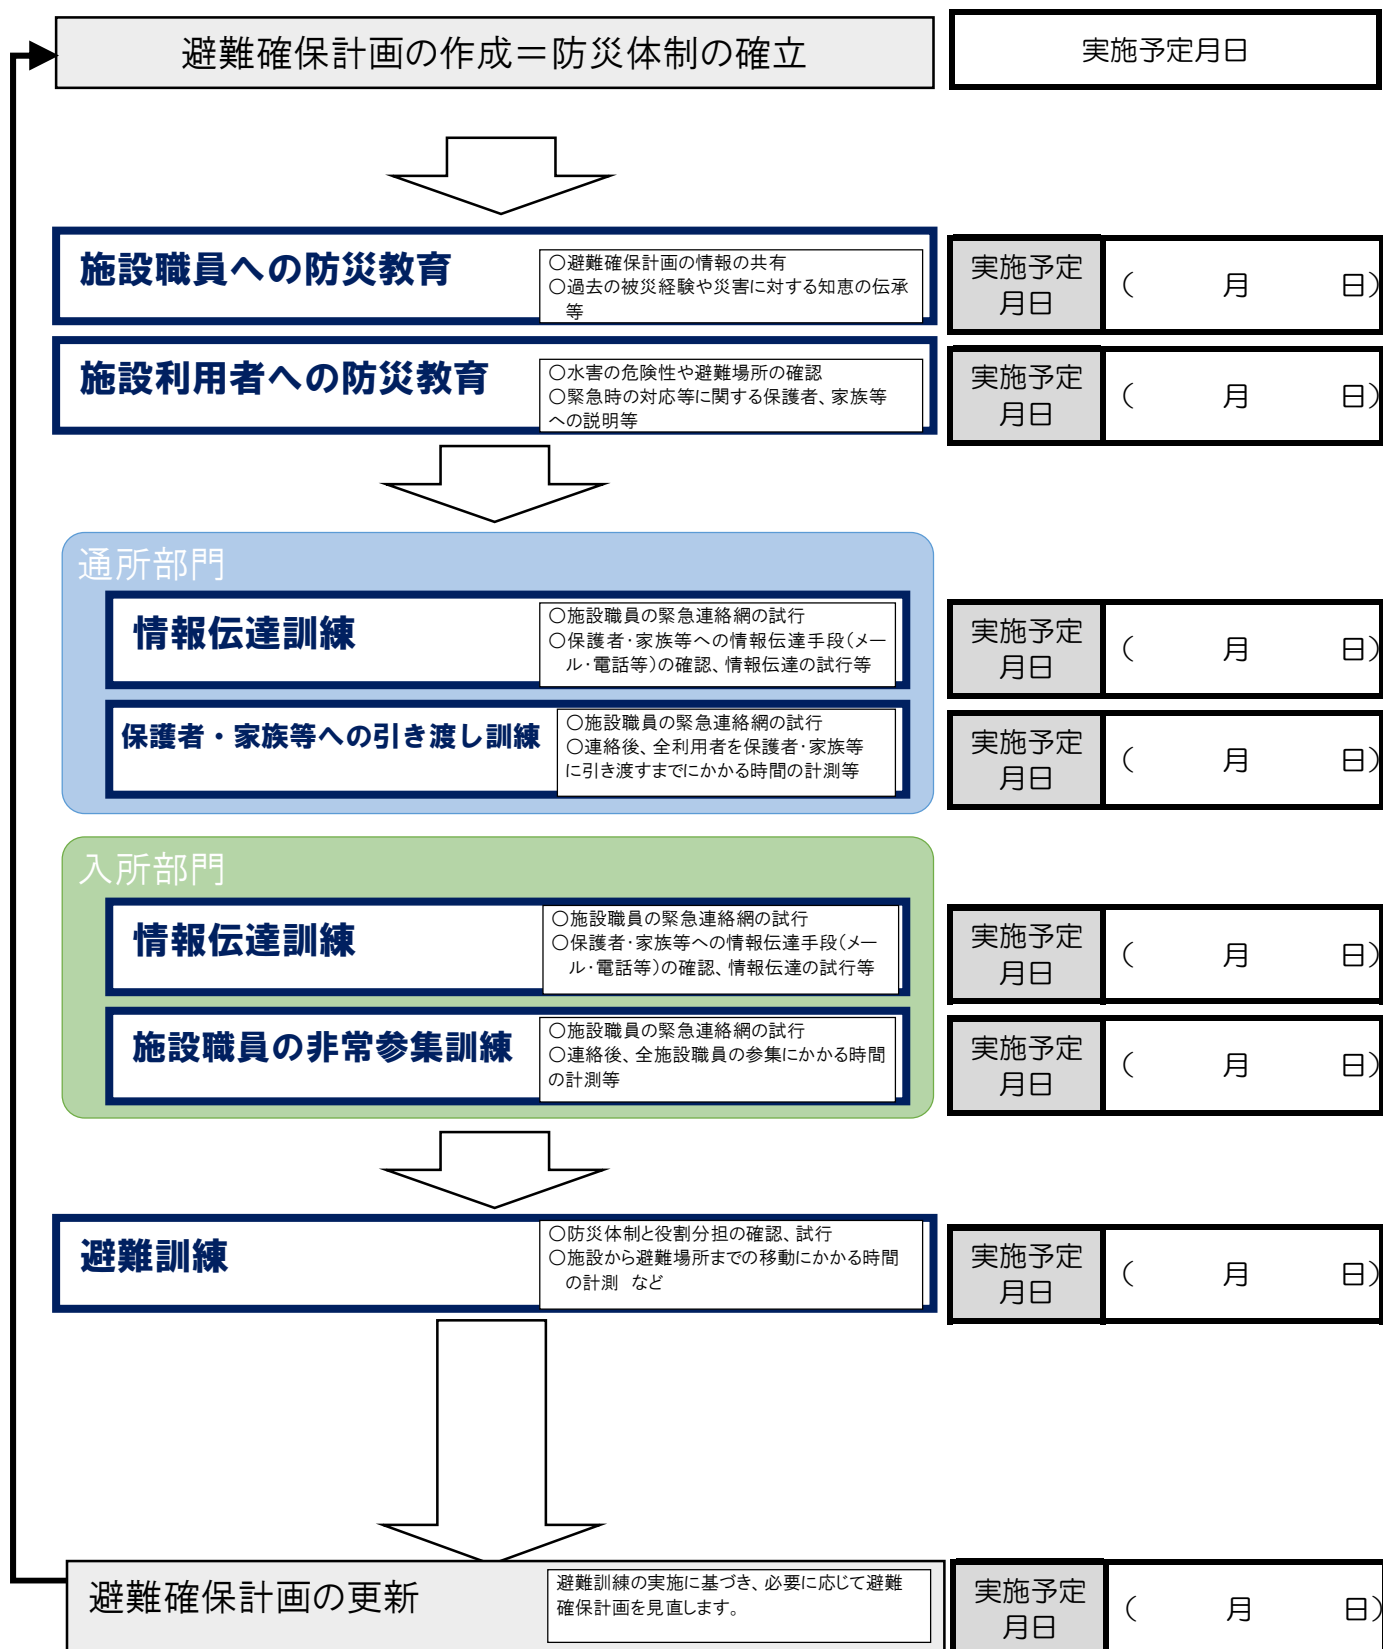 避難確保計画の作成＝防災体制の確立
実施予定月日
施設職員への防災教育
○避難確保計画の情報の共有
○過去の被災経験や災害に対する知恵の伝承
等
実施予定
月日
（　　　月　　　日）
施設利用者への防災教育
○水害の危険性や避難場所の確認
○緊急時の対応等に関する保護者、家族等
への説明等
実施予定
月日
（　　　月　　　日）
通所部門
情報伝達訓練
○施設職員の緊急連絡網の試行
○保護者・家族等への情報伝達手段（メー
ル・電話等）の確認、情報伝達の試行等
実施予定
月日
（　　　月　　　日）
保護者・家族等への引き渡し訓練
○施設職員の緊急連絡網の試行
○連絡後、全利用者を保護者・家族等
に引き渡すまでにかかる時間の計測等
実施予定
月日
（　　　月　　　日）
入所部門
情報伝達訓練
○施設職員の緊急連絡網の試行
○保護者・家族等への情報伝達手段（メー
ル・電話等）の確認、情報伝達の試行等
実施予定
月日
（　　　月　　　日）
施設職員の非常参集訓練
○施設職員の緊急連絡網の試行
○連絡後、全施設職員の参集にかかる時間
の計測等
実施予定
月日
（　　　月　　　日）
避難訓練
○防災体制と役割分担の確認、試行
○施設から避難場所までの移動にかかる時間
の計測　など
実施予定
月日
（　　　月　　　日）
避難確保計画の更新
避難訓練の実施に基づき、必要に応じて避難
確保計画を見直します。
実施予定
月日
（　　　月　　　日）